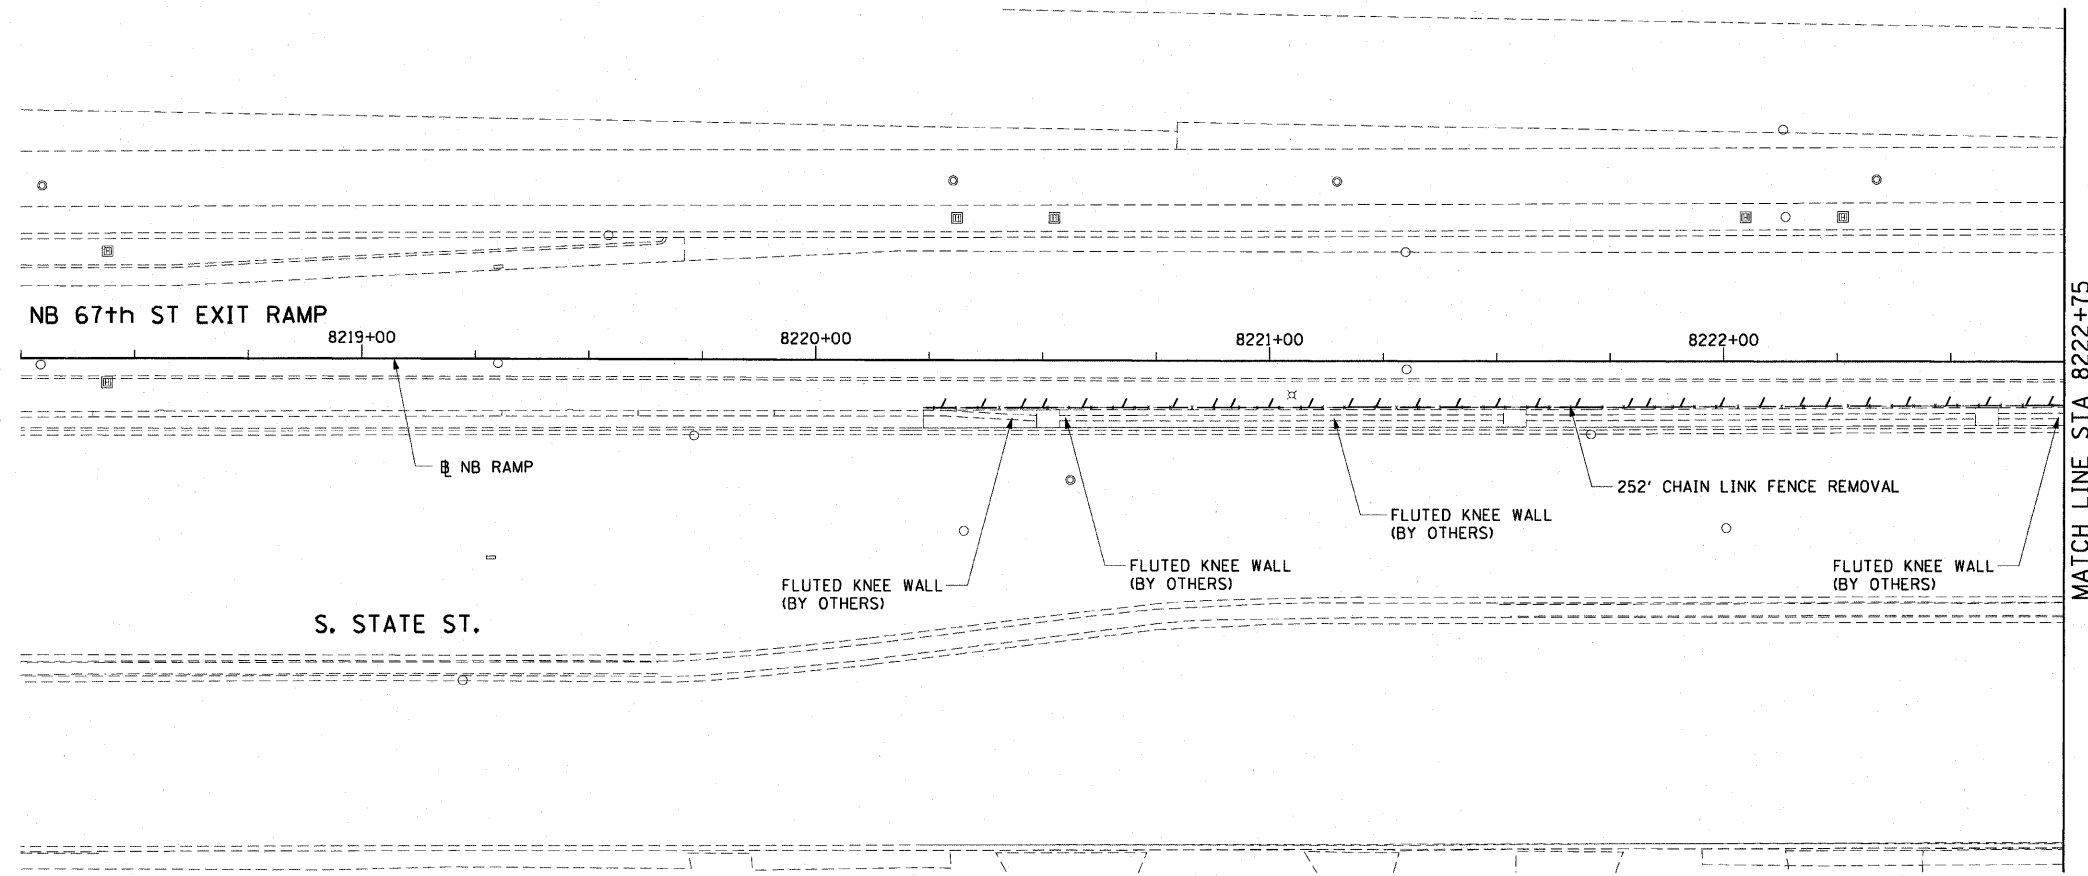 NB 67th ST EXIT RAMP
8219+00
8220+00
8221+00
8222+00
MATCH LINE STA 8222+75
℄ NB RAMP
252' CHAIN LINK FENCE REMOVAL
FLUTED KNEE WALL
(BY OTHERS)
FLUTED KNEE WALL
(BY OTHERS)
FLUTED KNEE WALL
(BY OTHERS)
FLUTED KNEE WALL
(BY OTHERS)
S. STATE ST.